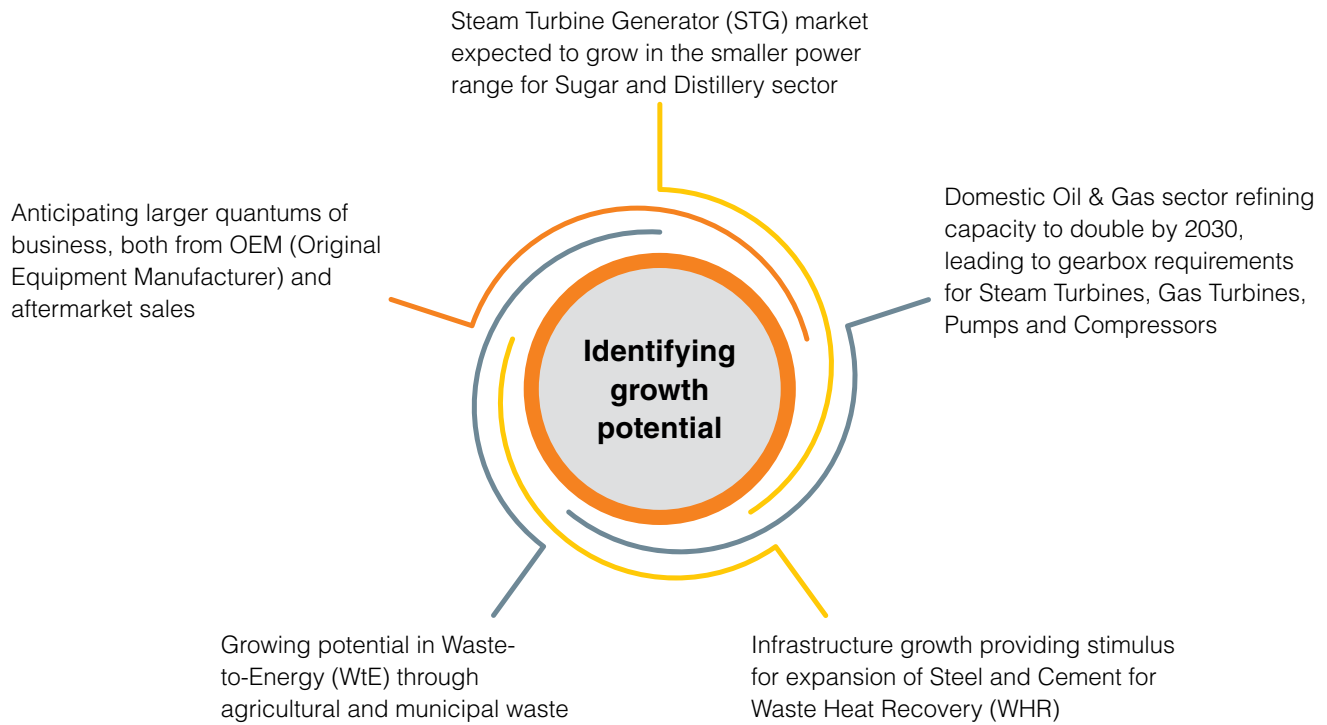 Steam Turbine Generator (STG) market
expected to grow in the smaller power
range for Sugar and Distillery sector
Domestic Oil & Gas sector refining
capacity to double by 2030,
leading to gearbox requirements
for Steam Turbines, Gas Turbines,
Pumps and Compressors
Infrastructure growth providing stimulus
for expansion of Steel and Cement for
Waste Heat Recovery (WHR)
Growing potential in Waste-
to-Energy (WtE) through
agricultural and municipal waste
Anticipating larger quantums of
business, both from OEM (Original
Equipment Manufacturer) and
aftermarket sales
Identifying
growth
potential